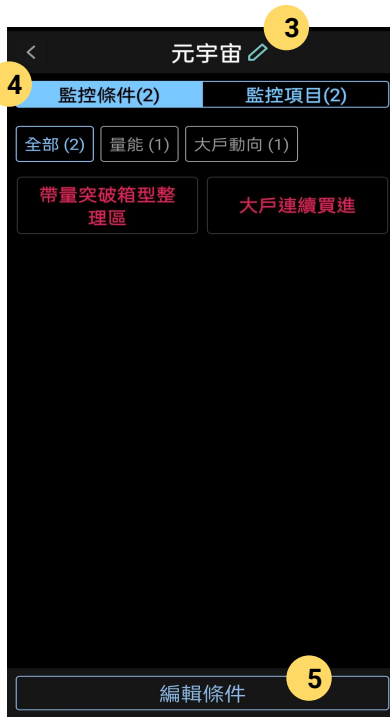 3
元宇宙
4
監控條件(2)
監控項目(2)
全部 (2)
量能 (1)
大戶動向 (1)
帶量突破箱型整
理區
大戶連續買進
5
編輯條件